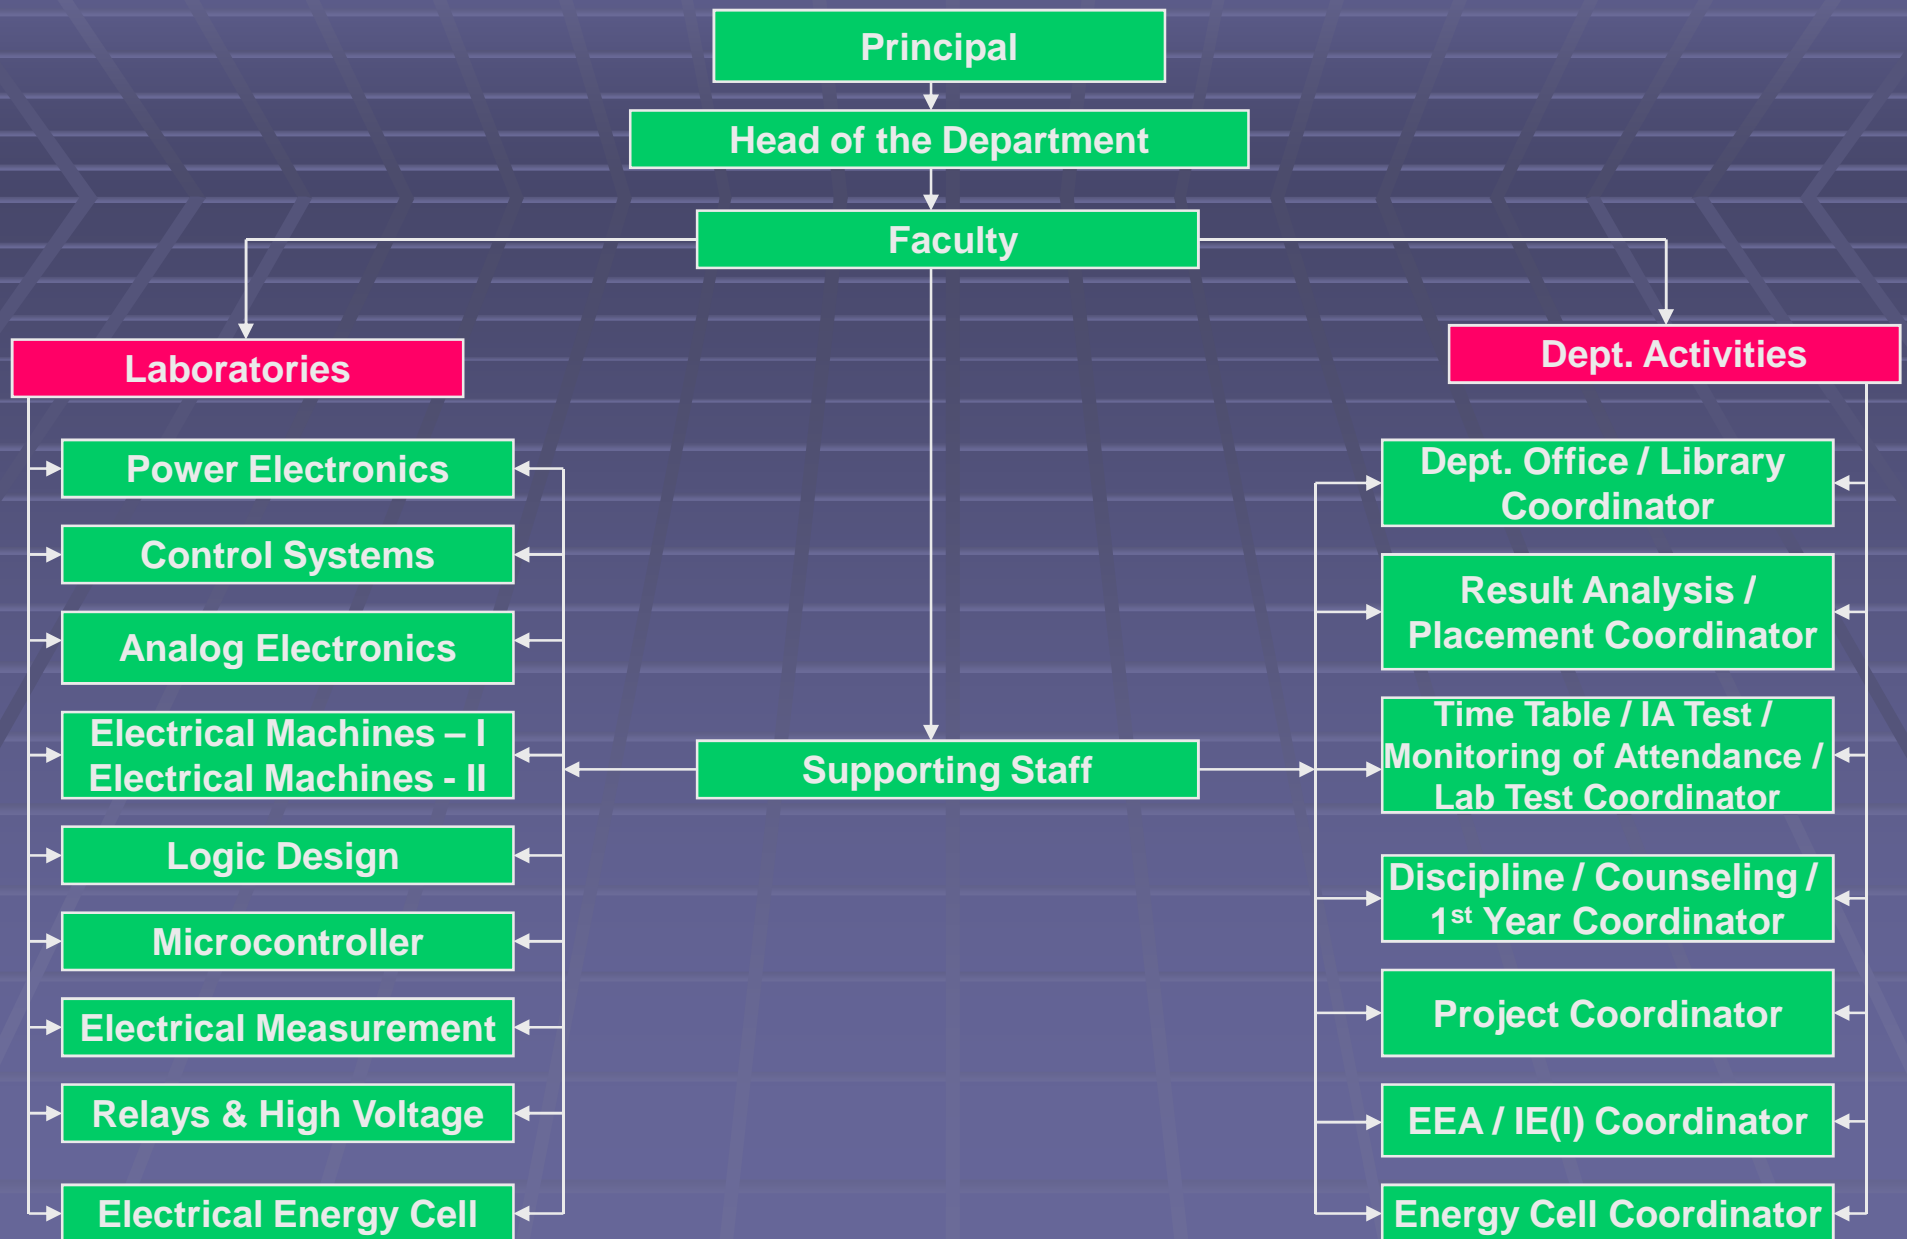 Principal
Head of the Department
Faculty
Laboratories
Dept. Activities
Power Electronics
Control Systems
Analog Electronics
Electrical Machines – I
Electrical Machines - II
Logic Design
Microcontroller
Electrical Measurement
Relays & High Voltage
Electrical Energy Cell
Supporting Staff
Dept. Office / Library
Coordinator
Result Analysis /
Placement Coordinator
Time Table / IA Test /
Monitoring of Attendance /
Lab Test Coordinator
Discipline / Counseling /
1st Year Coordinator
Project Coordinator
EEA / IE(I) Coordinator
Energy Cell Coordinator